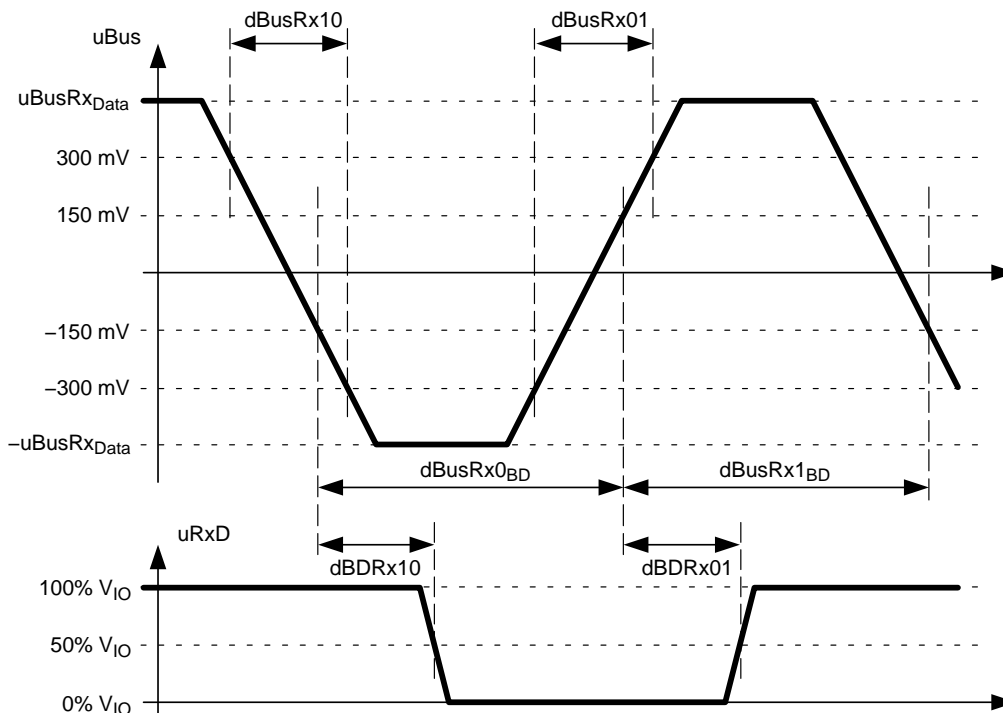 dBusRx10
dBusRx01
uBus
uBusRxData
300 mV
150 mV
–150 mV
–300 mV
–uBusRxData
dBusRx0BD
dBusRx1BD
uRxD
dBDRx10
dBDRx01
100% VIO
50% VIO
0% VIO